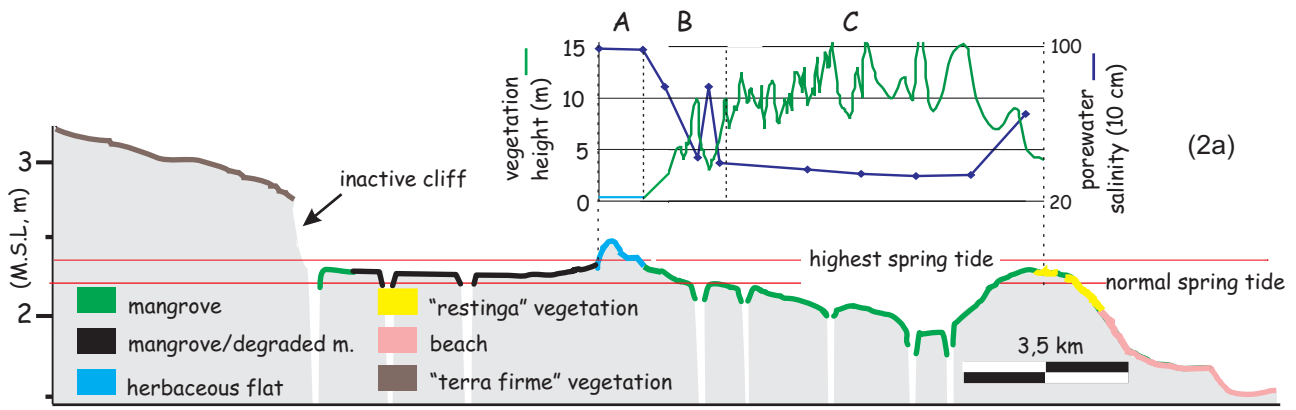 A B C
15
10
5
0
vegetation
height (m)
100
20
porewater
salinity (10 cm)
(2a)
3
2
(M.S.L, m)
inactive cliff
highest spring tide
normal spring tide
mangrove
mangrove/degraded m.
herbaceous flat
"restinga" vegetation
beach
"terra firme" vegetation
3,5 km